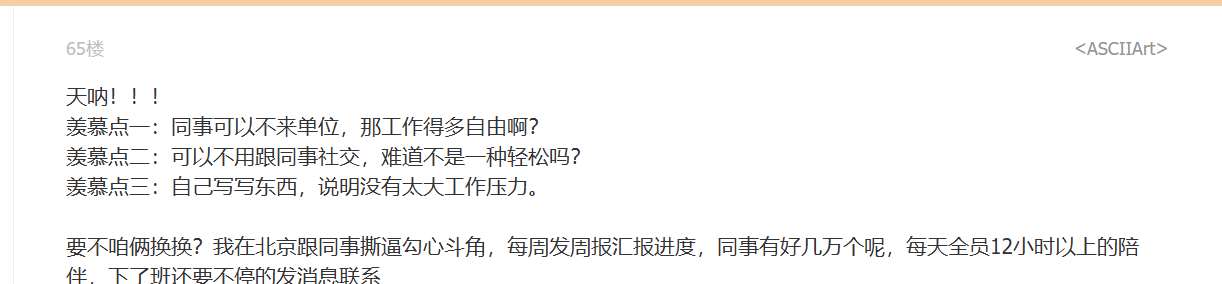 65楼
<ASCIIArt>
天呐！！！
羡慕点一：同事可以不来单位，那工作得多自由啊？
羡慕点二：可以不用跟同事社交，难道不是一种轻松吗？
羡慕点三：自己写写东西，说明没有太大工作压力。
要不咱俩换换？我在北京跟同事撕逼勾心斗角，每周发周报汇报进度，同事有好几万个呢，每天全员12小时以上的陪
伴，下了班还要不停的发消息联系